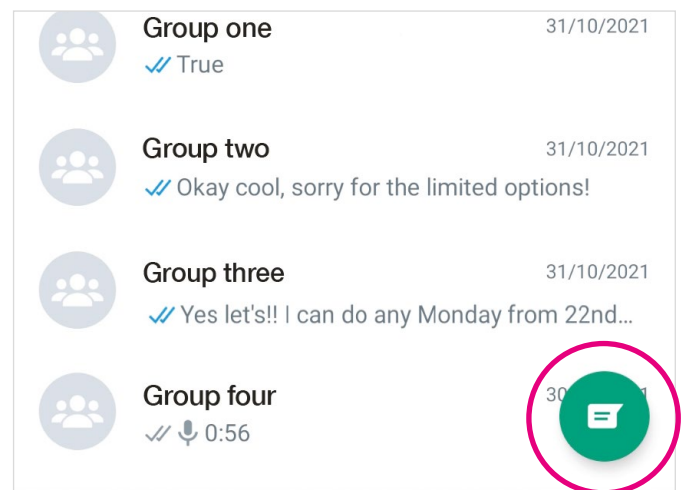 Group one
31/10/2021
True
Group two
31/10/2021
Okay cool, sorry for the limited options!
Group three
31/10/2021
Yes let's!! I can do any Monday from 22nd...
Group four
0:56